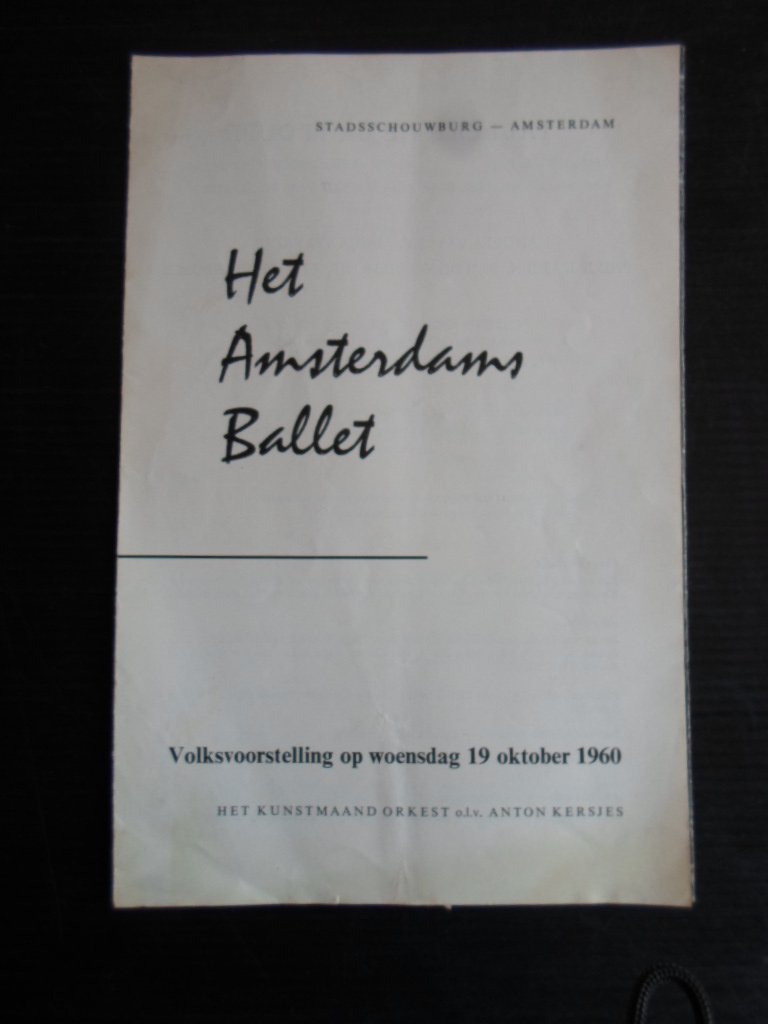 STADSSCHOUWBURG — AMSTERDAM
Het
Amsterdams
Ballet
Volksvoorstelling op woensdag 19 oktober 1960
HET KUNSTMAAND ORKEST o.l.v. ANTON KERSJES